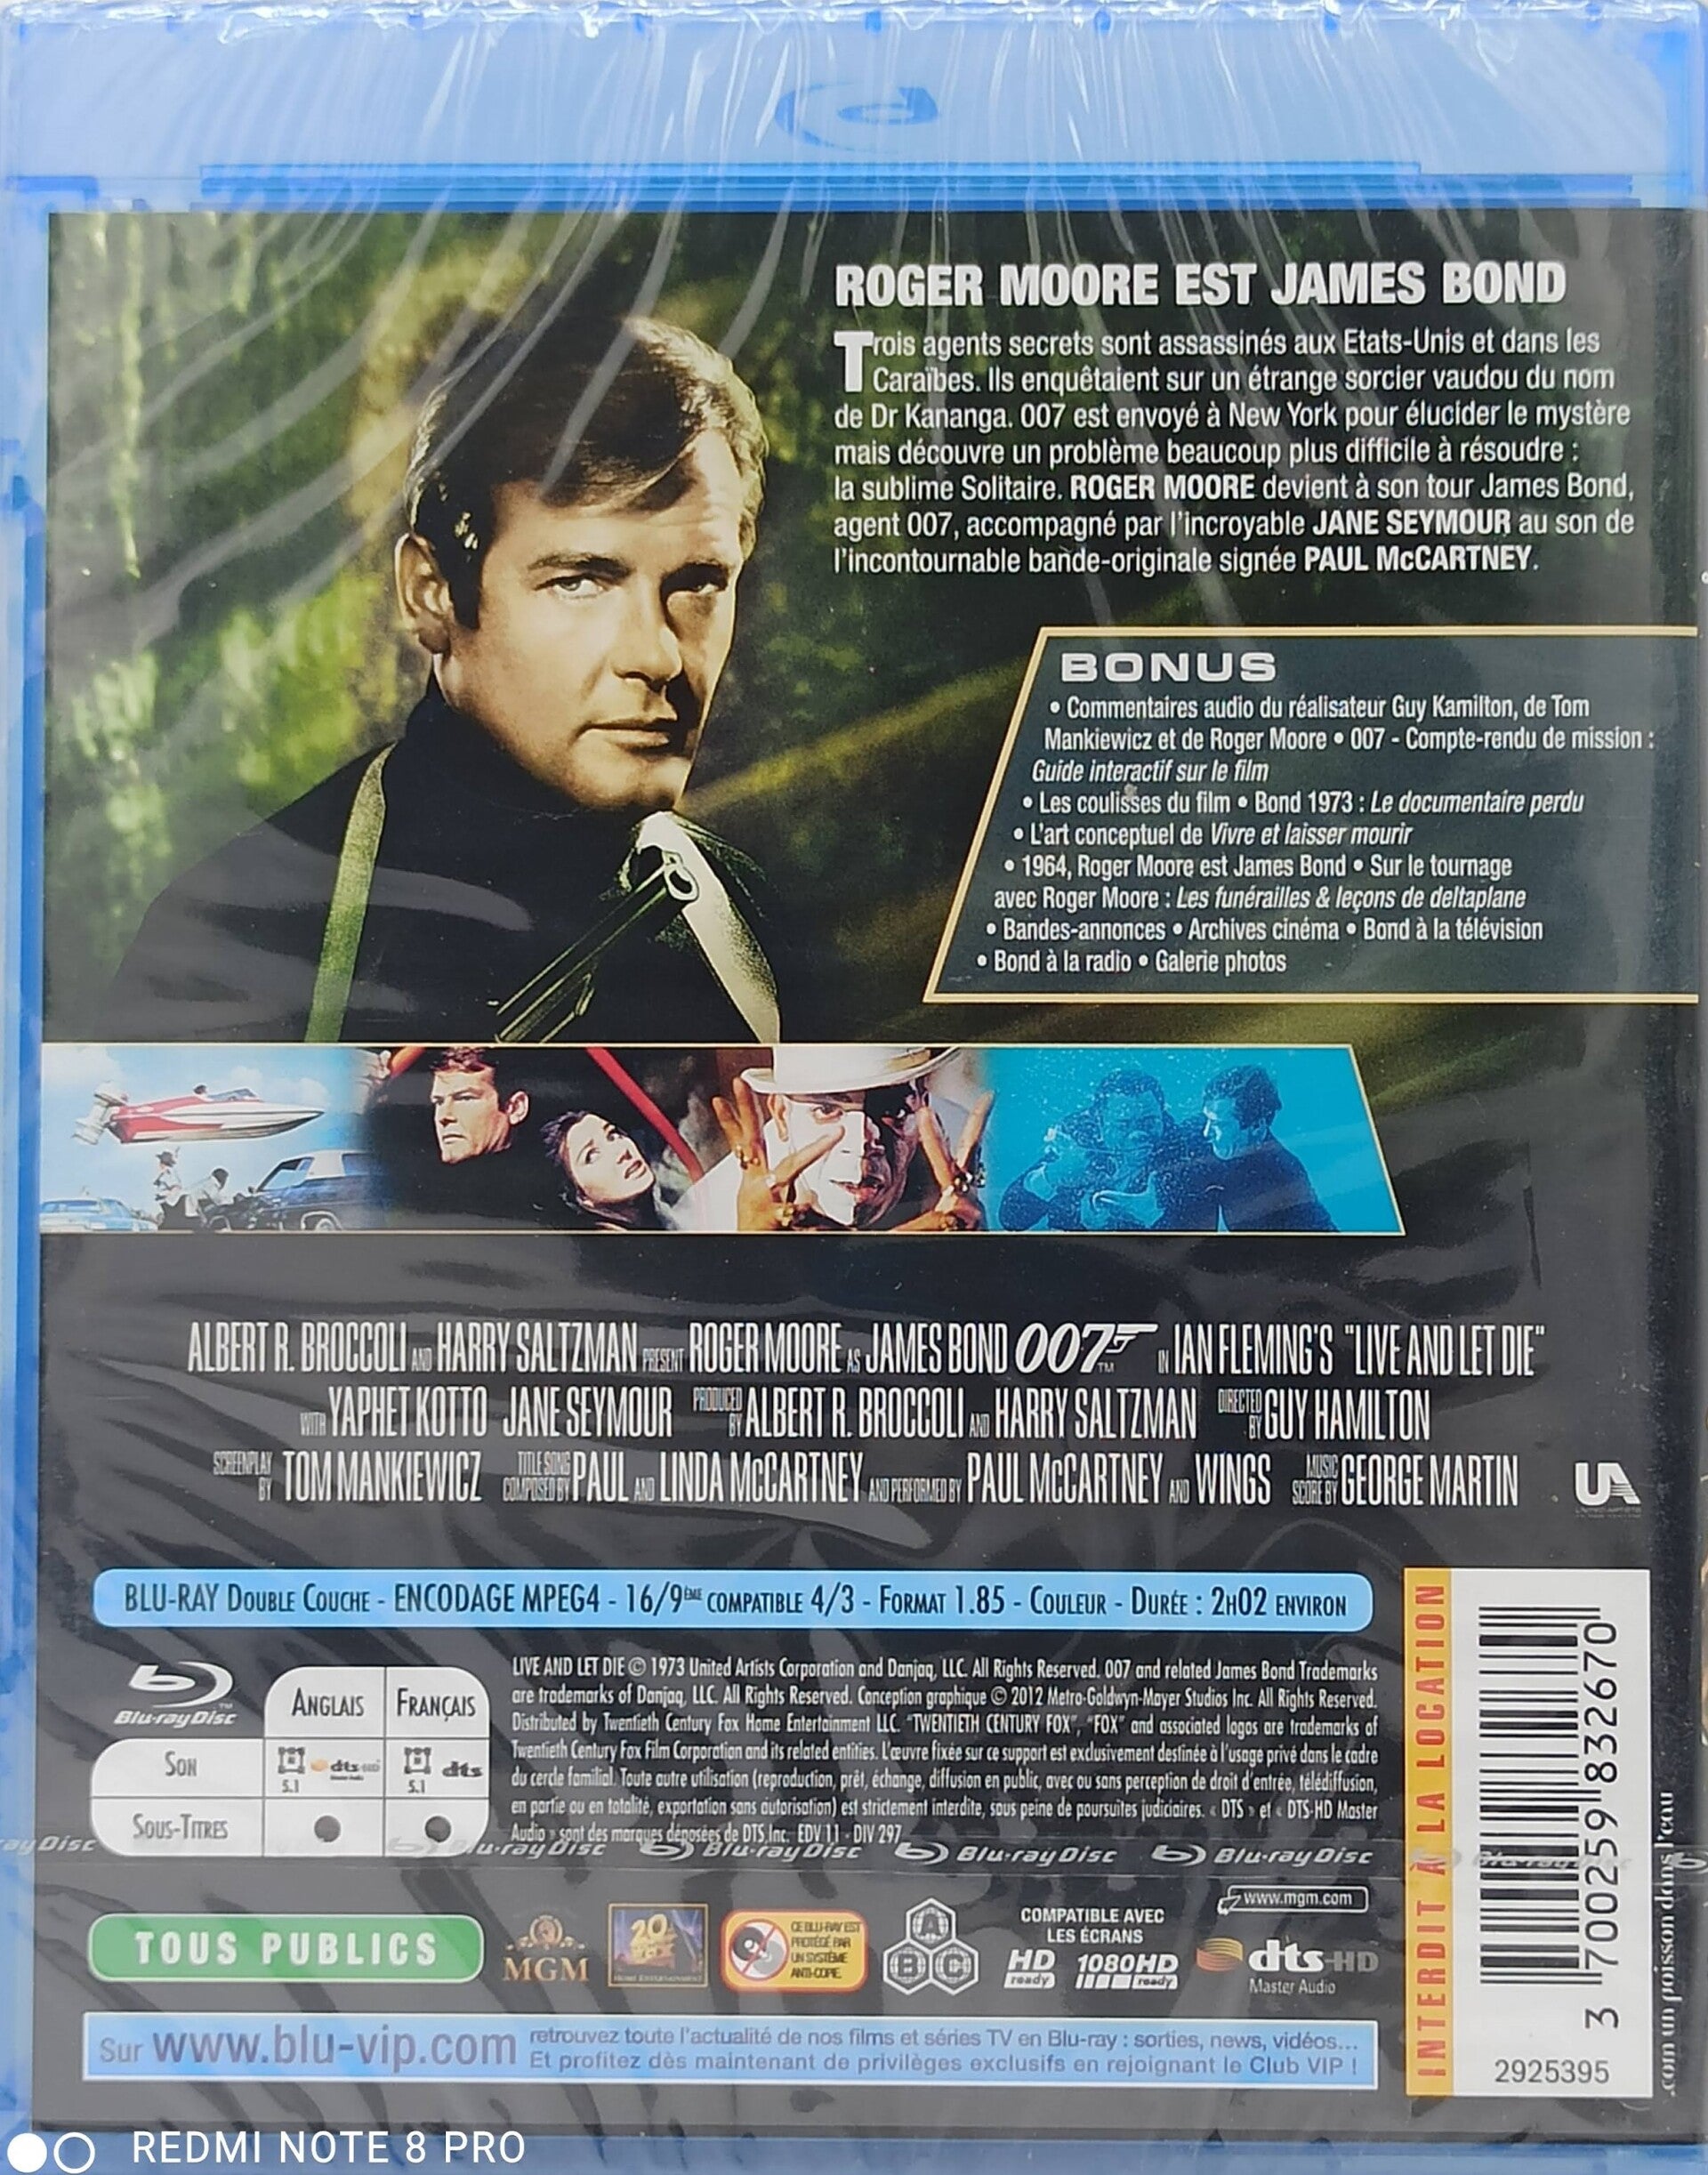 ROGER MOORE EST JAMES BOND
Trois agents secrets sont assassinés aux Etats-Unis et dans les
Caraïbes. Ils enquêtaient sur un étrange sorcier vaudou du nom
de Dr Kananga. 007 est envoyé à New York pour élucider le mystère
mais découvre un problème beaucoup plus difficile à résoudre :
la sublime Solitaire. ROGER MOORE devient à son tour James Bond,
agent 007, accompagné par l'incroyable JANE SEYMOUR au son de
l'incontournable bande-originale signée PAUL McCARTNEY.
BONUS
• Commentaires audio du réalisateur Guy Kamilton, de Tom
Mankiewicz et de Roger Moore • 007 - Compte-rendu de mission :
Guide interactif sur le film
• Les coulisses du film • Bond 1973 : Le documentaire perdu
• L'art conceptuel de Vivre et laisser mourir
• 1964, Roger Moore est James Bond • Sur le tournage
avec Roger Moore : Les funérailles & leçons de deltaplane
• Bandes-annonces • Archives cinéma • Bond à la télévision
• Bond à la radio • Galerie photos
ALBERT R. BROCCOLI AND HARRY SALTZMAN PRESENT ROGER MOORE AS JAMES BOND 007 TM IN IAN FLEMING'S "LIVE AND LET DIE"
WITH YAPHET KOTTO JANE SEYMOUR PRODUCED BY ALBERT R. BROCCOLI AND HARRY SALTZMAN DIRECTED BY GUY HAMILTON
SCREENPLAY BY TOM MANKIEWICZ TITLE SONG COMPOSED BY PAUL AND LINDA McCARTNEY AND PERFORMED BY PAUL McCARTNEY AND WINGS MUSIC SCORE BY GEORGE MARTIN
UA
BLU-RAY DOUBLE COUCHE - ENCODAGE MPEG4 - 16/9ÈME COMPATIBLE 4/3 - FORMAT 1.85 - COULEUR - DURÉE : 2H02 ENVIRON
Blu-ray Disc
ANGLAIS FRANÇAIS
SON 5.1 dts-HD 5.1 dts
SOUS-TITRES
LIVE AND LET DIE © 1973 United Artists Corporation and Danjaq, LLC. All Rights Reserved. 007 and related James Bond Trademarks
are trademarks of Danjaq, LLC. All Rights Reserved. Conception graphique © 2012 Metro-Goldwyn-Mayer Studios Inc. All Rights Reserved.
Distributed by Twentieth Century Fox Home Entertainment LLC. "TWENTIETH CENTURY FOX", "FOX" and associated logos are trademarks of
Twentieth Century Fox Film Corporation and its related entities. L'œuvre fixée sur ce support est exclusivement destinée à l'usage privé dans le cadre
du cercle familial. Toute autre utilisation (reproduction, prêt, échange, diffusion en public, avec ou sans perception de droit d'entrée, télédiffusion,
en partie ou en totalité, exportation sans autorisation) est strictement interdite, sous peine de poursuites judiciaires. « DTS » et « DTS-HD Master
Audio » sont des marques déposées de DTS, Inc. EDV 11 - DIV 297
ray Disc Blu-ray Disc Blu-ray Disc Blu-ray Disc Blu-ray Disc
TOUS PUBLICS
MGM
20th
FOX
HOME ENTERTAINMENT
CE BLU-RAY EST
PROTÉGÉ PAR
UN SYSTÈME
ANTI-COPIE.
A
B C
COMPATIBLE AVEC
LES ÉCRANS
HD ready 1080HD ready
www.mgm.com
dts-HD
Master Audio
Sur www.blu-vip.com
retrouvez toute l'actualité de nos films et séries TV en Blu-ray : sorties, news, vidéos...
Et profitez dès maintenant de privilèges exclusifs en rejoignant le Club VIP !
INTERDIT À LA LOCATION
3 700259 832670
2925395
.com un poisson dans l'eau
REDMI NOTE 8 PRO